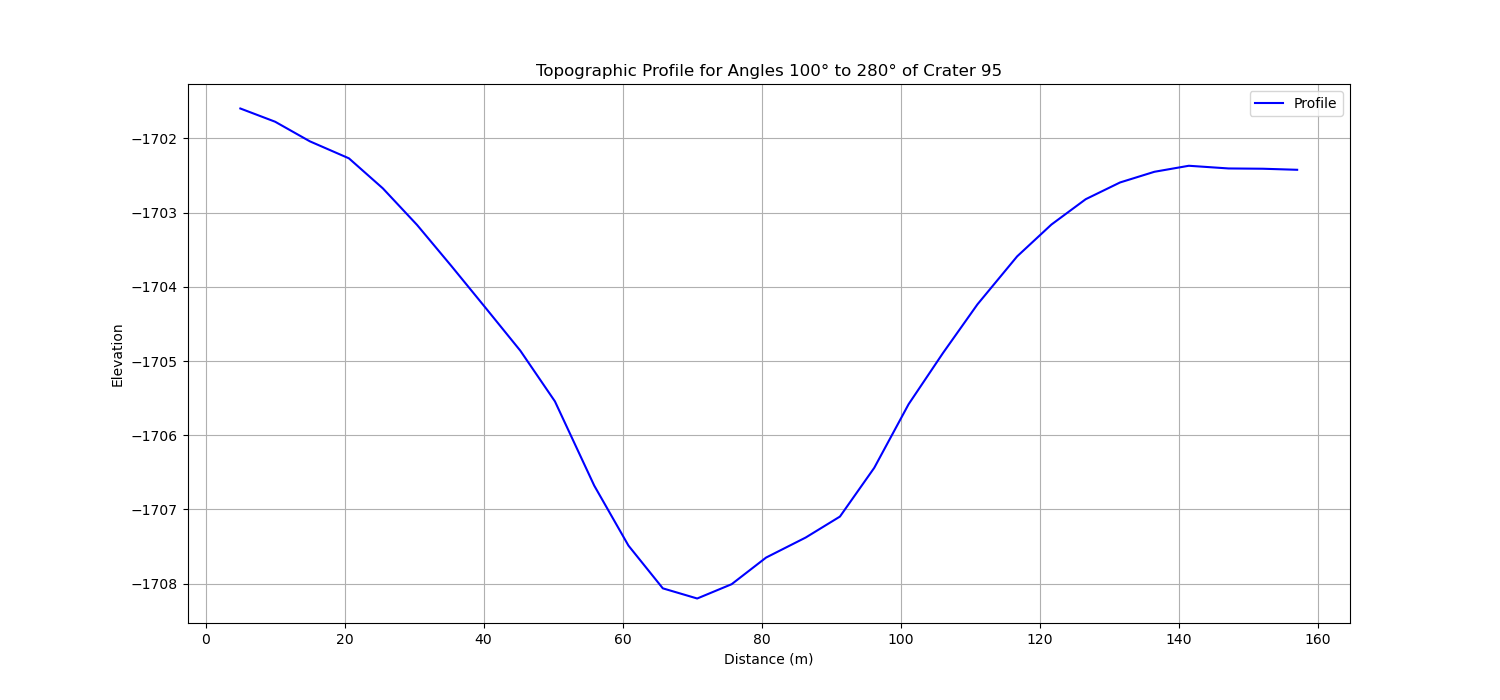 Topographic Profile for Angles 100° to 280° of Crater 95
Profile
−1702
−1703
−1704
−1705
−1706
−1707
−1708
Elevation
0 20 40 60 80 100 120 140 160
Distance (m)